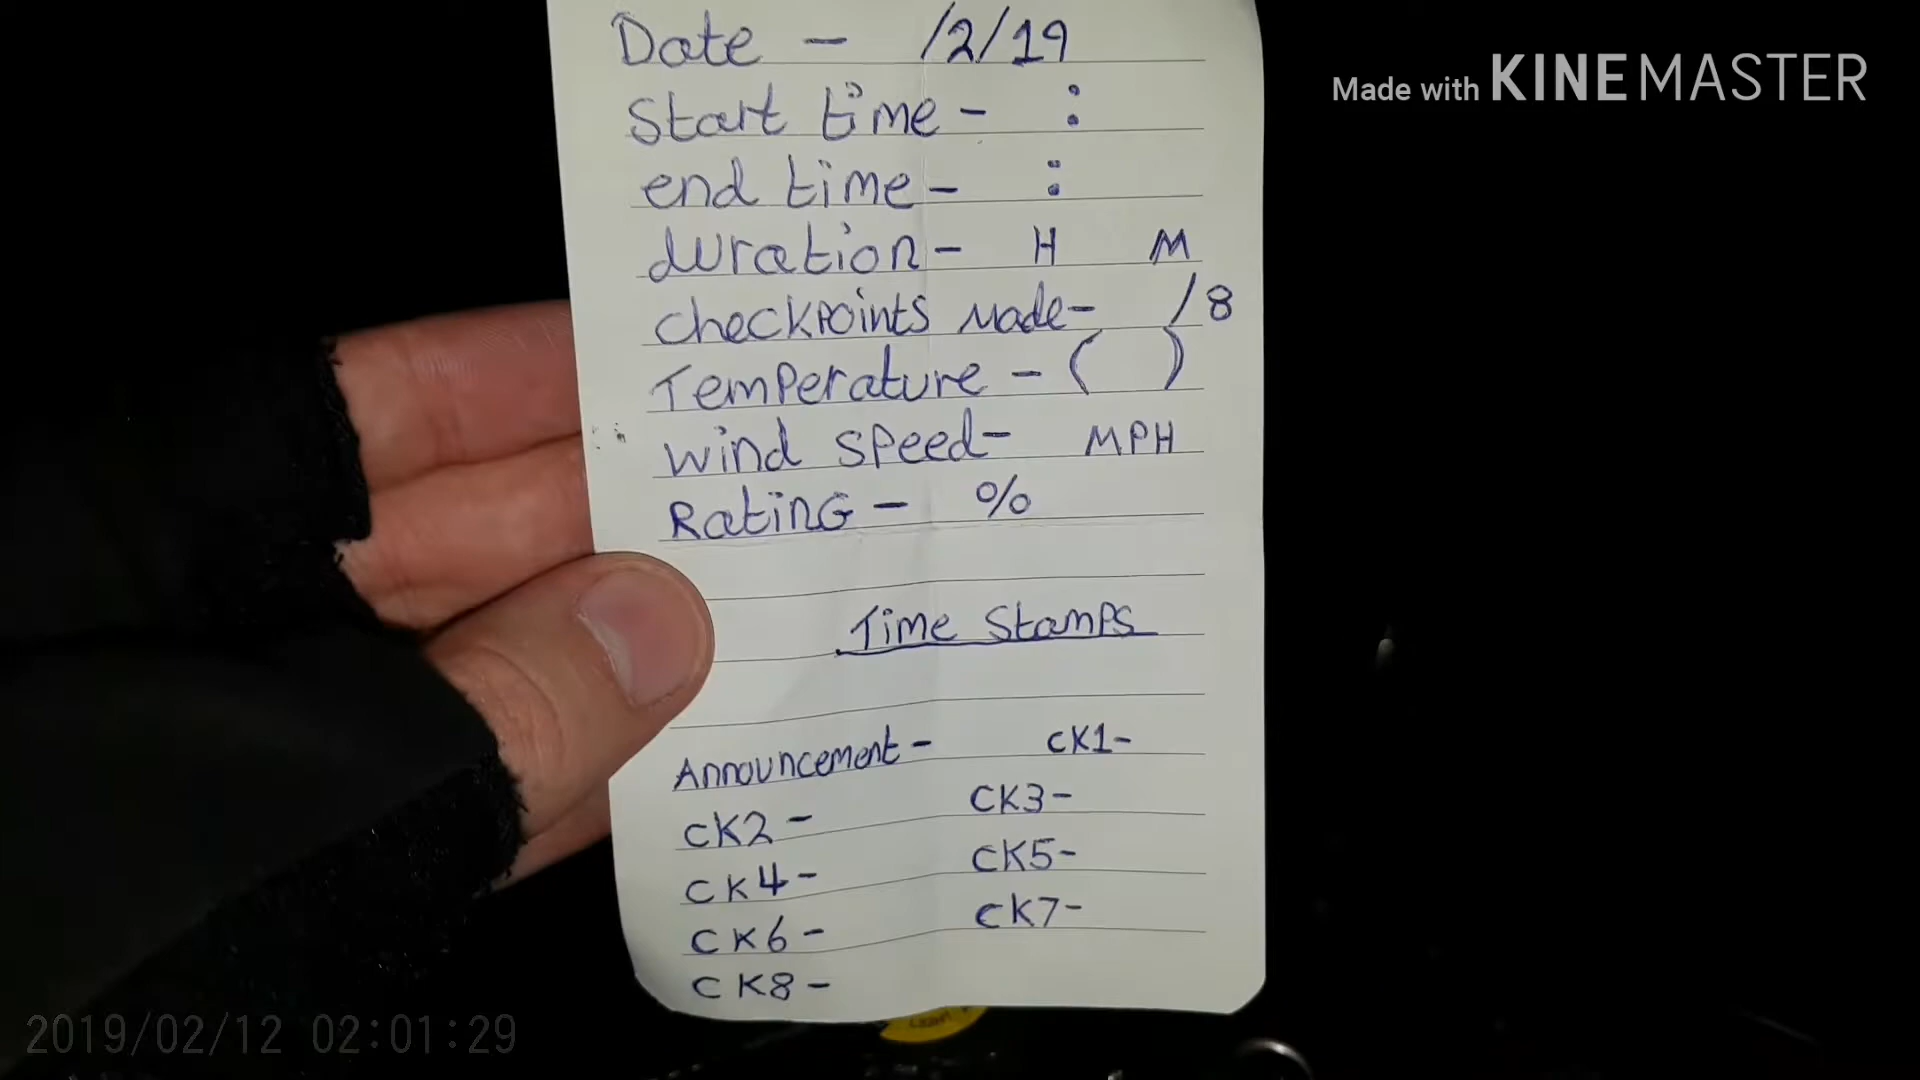 Date - /2/19
Made with KINEMASTER
Start time - :
end time - :
duration - H M
checkpoints Made- /8
Temperature - ( )
wind speed- MPH
Rating - %
Time Stamps
Announcement - CK1-
CK2 - CK3-
CK4 - CK5-
CK6 - CK7-
CK8 -
2019/02/12 02:01:29